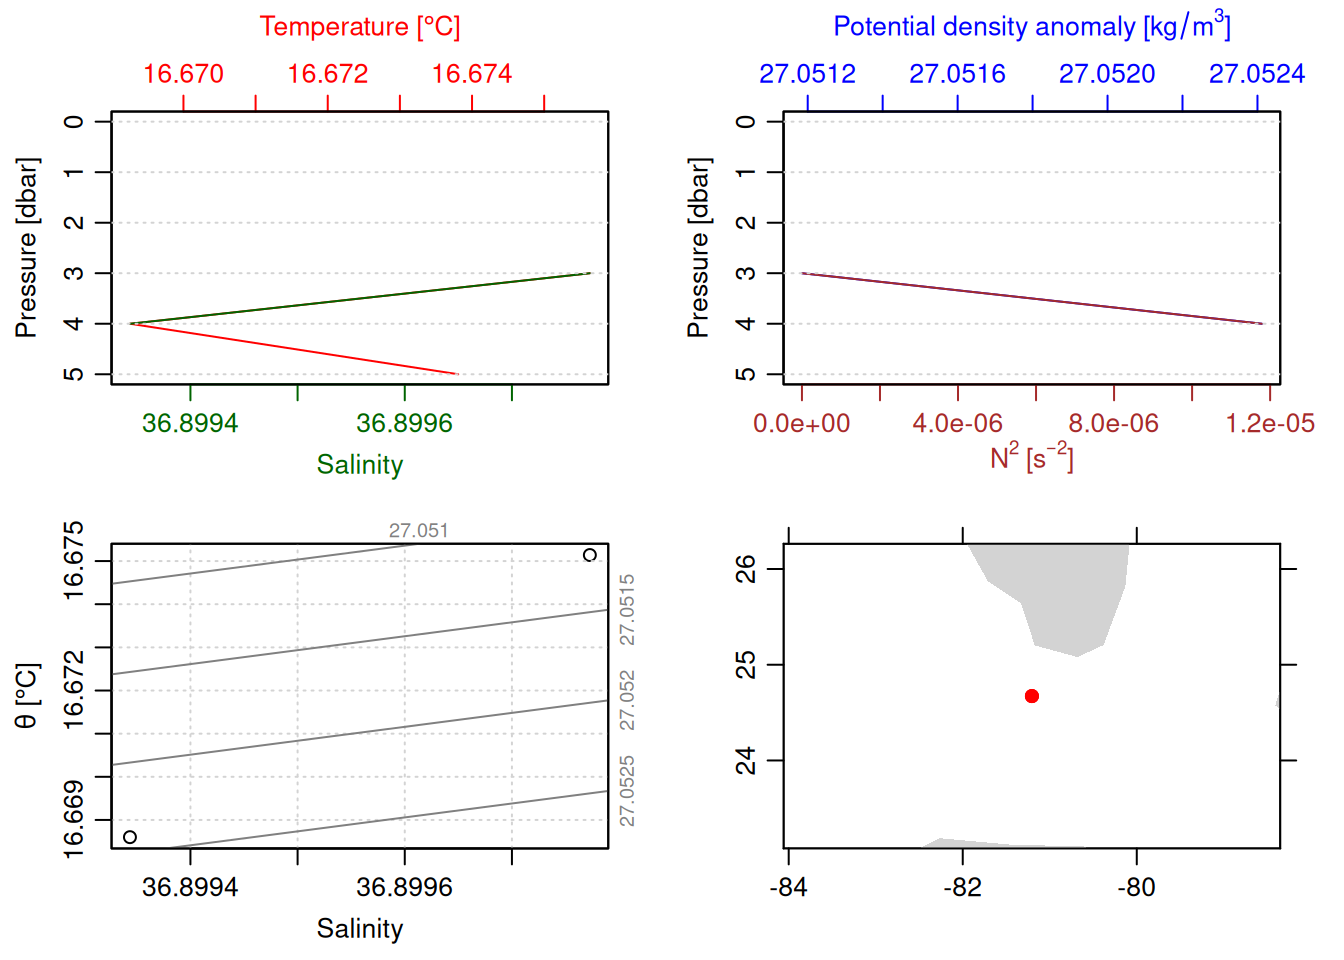 Temperature [°C]
16.670 16.672 16.674
Pressure [dbar]
0
1
2
3
4
5
36.8994 36.8996
Salinity
Potential density anomaly [kg/m³]
27.0512 27.0516 27.0520 27.0524
Pressure [dbar]
0
1
2
3
4
5
0.0e+00 4.0e-06 8.0e-06 1.2e-05
N² [s⁻²]
27.051
θ [°C]
16.675
16.672
16.669
27.0515
27.052
27.0525
36.8994 36.8996
Salinity
26
25
24
-84 -82 -80